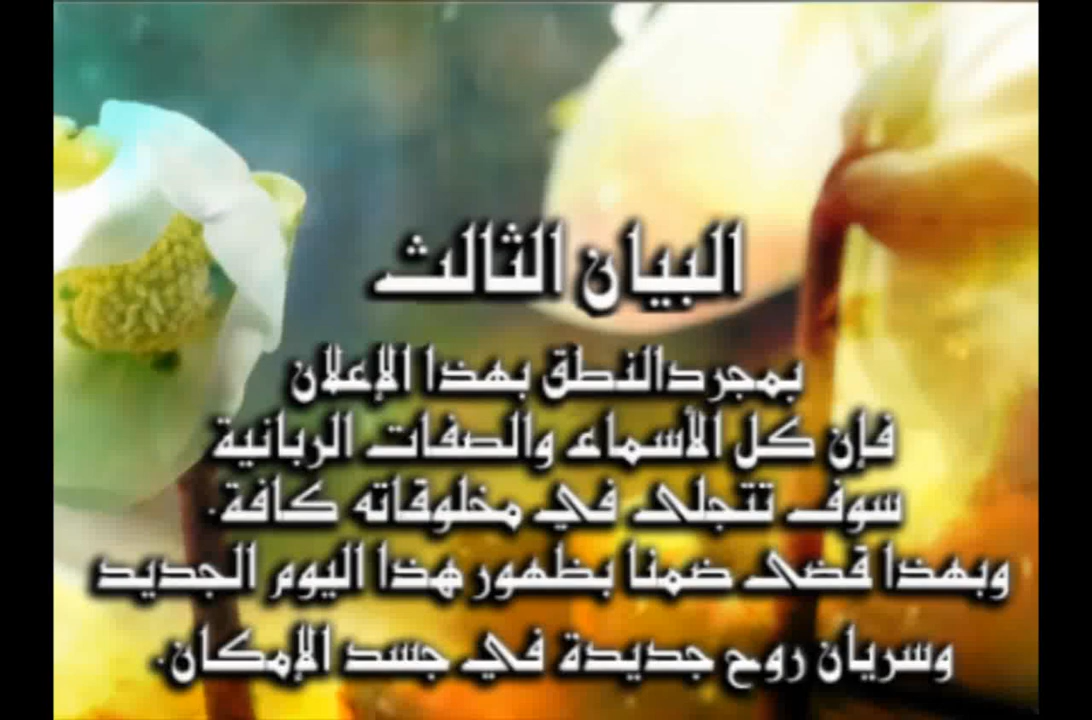 البيان الثالث
بمجردالنطق بهذا الإعلان
فإن كل الأسماء والصفات الربانية
سوف تتجلى في مخلوقاته كافة.
وبهذا قضى ضمنا بظهور هذا اليوم الجديد
وسريان روح جديدة في جسد الإمكان.